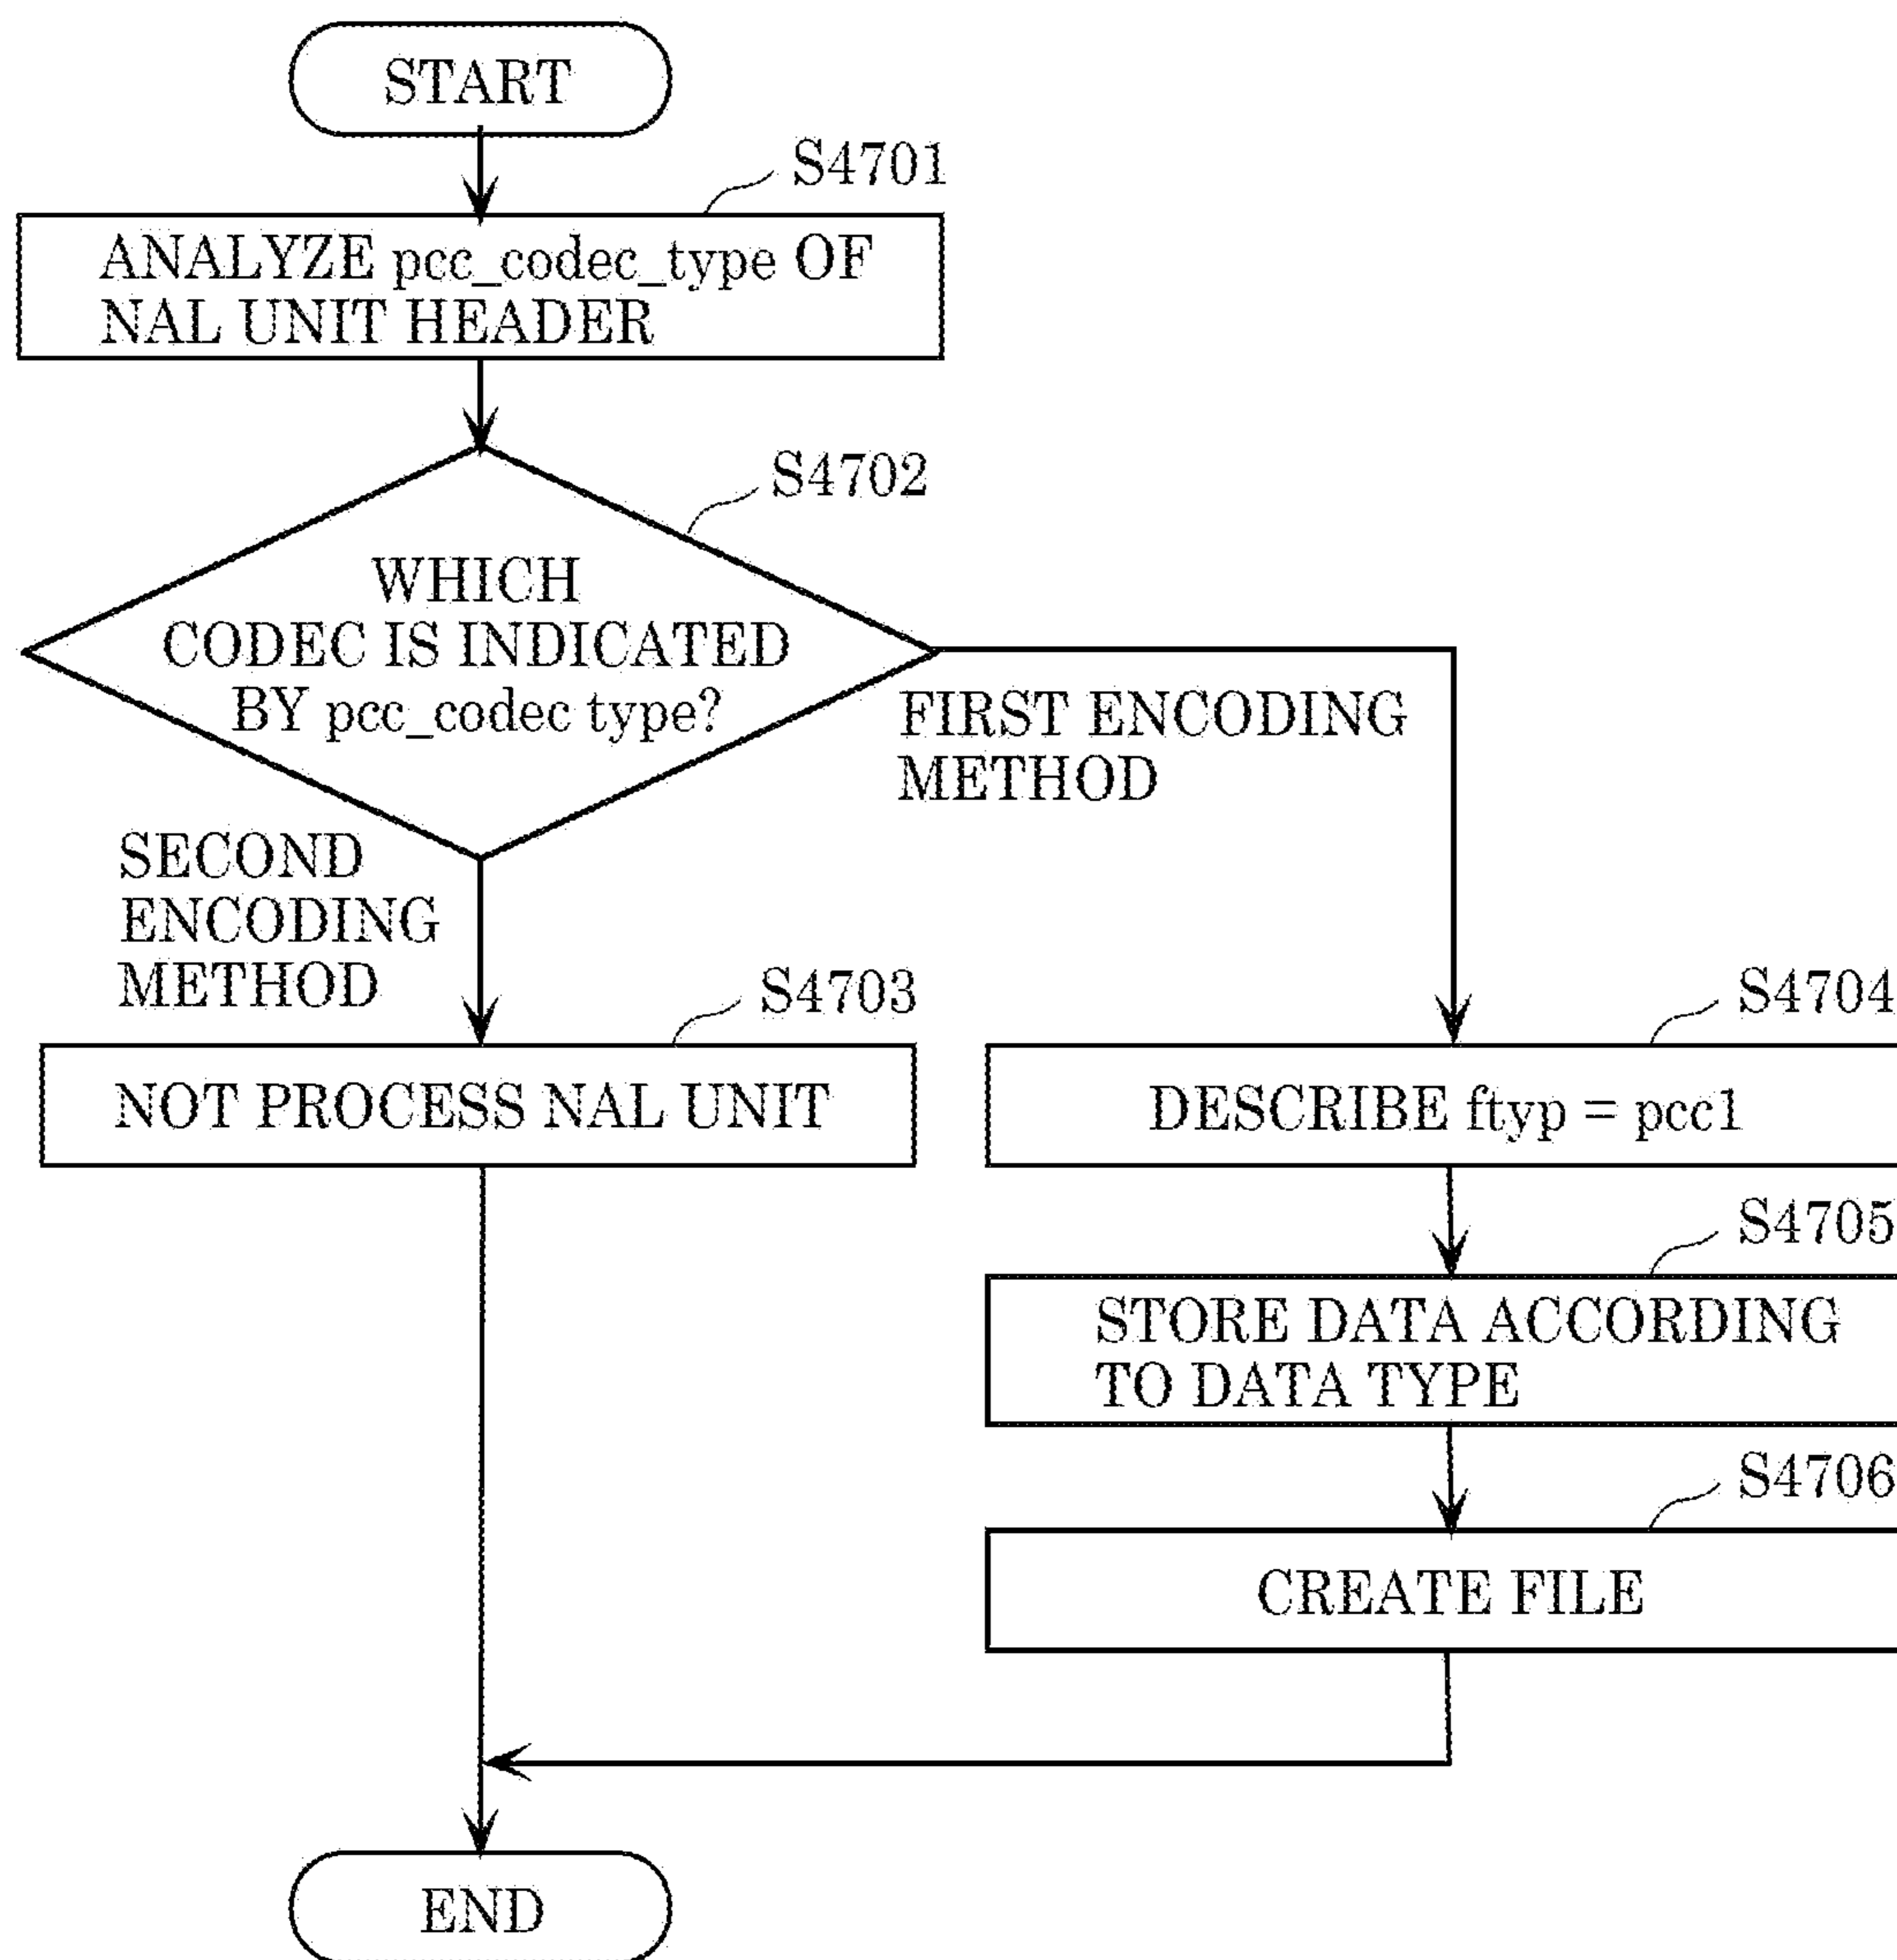 START
S4701
ANALYZE pcc_codec_type OF
NAL UNIT HEADER
S4702
WHICH
CODEC IS INDICATED
BY pcc_codec type?
FIRST ENCODING
METHOD
SECOND
ENCODING
METHOD
S4703
NOT PROCESS NAL UNIT
S4704
DESCRIBE ftyp = pcc1
S4705
STORE DATA ACCORDING
TO DATA TYPE
S4706
CREATE FILE
END